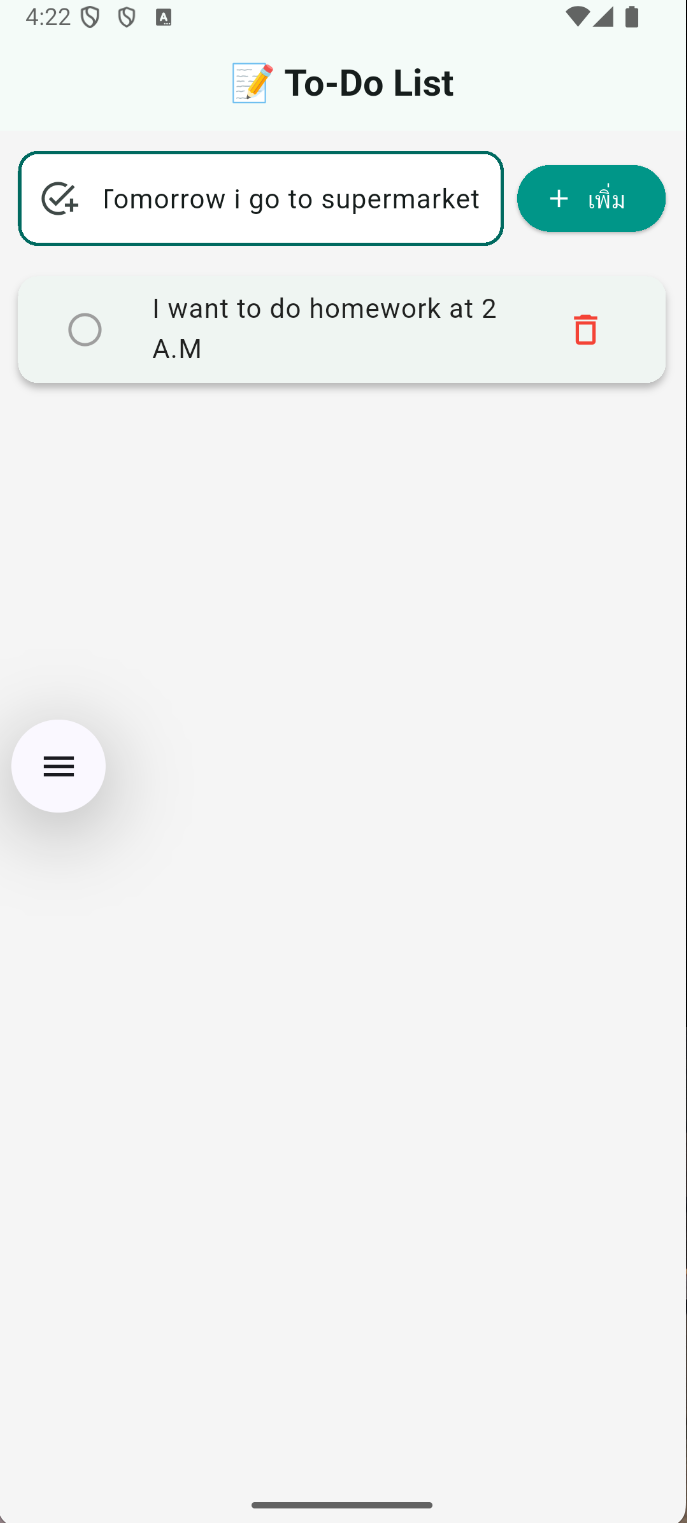 4:22
📝 To-Do List
Tomorrow i go to supermarket
+ เพิ่ม
I want to do homework at 2
A.M